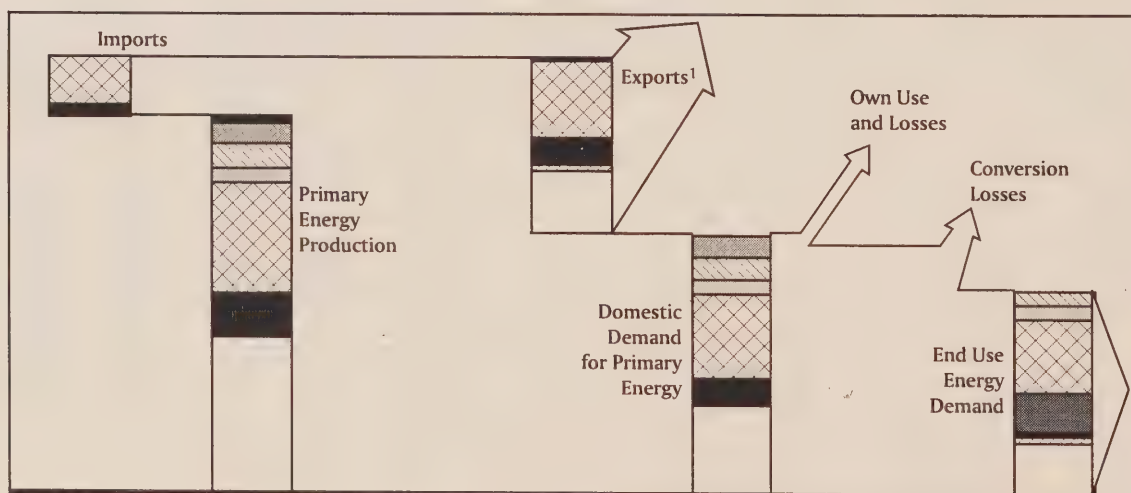 Imports
Exports¹
Own Use
and Losses
Conversion
Losses
Primary
Energy
Production
Domestic
Demand
for Primary
Energy
End Use
Energy
Demand